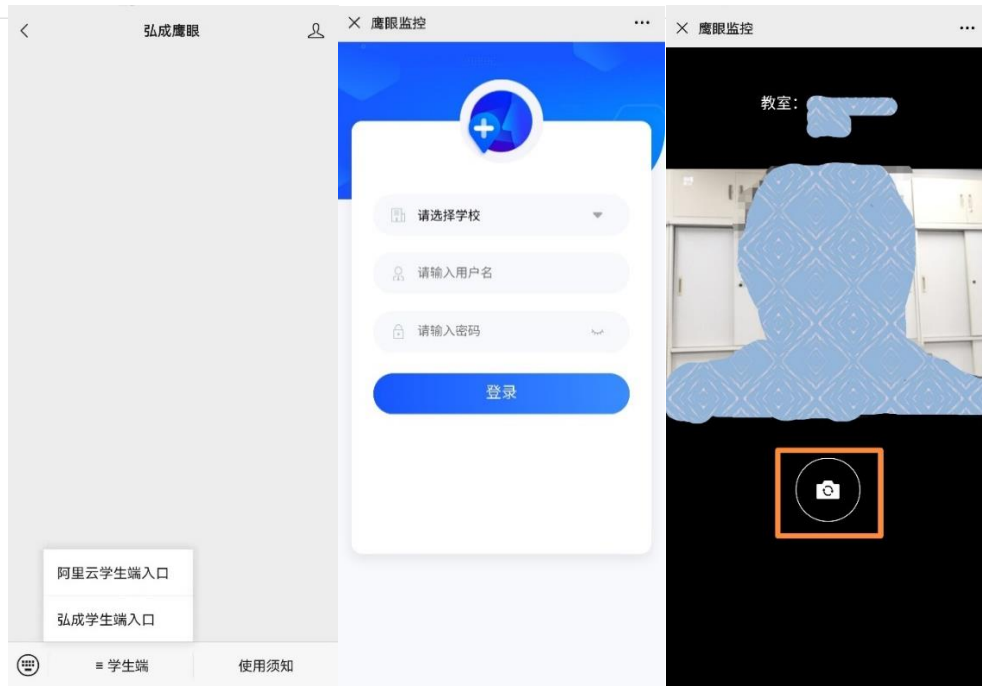 弘成鹰眼
阿里云学生端入口
弘成学生端入口
≡ 学生端
使用须知
鹰眼监控
请选择学校
请输入用户名
请输入密码
登录
鹰眼监控
教室: